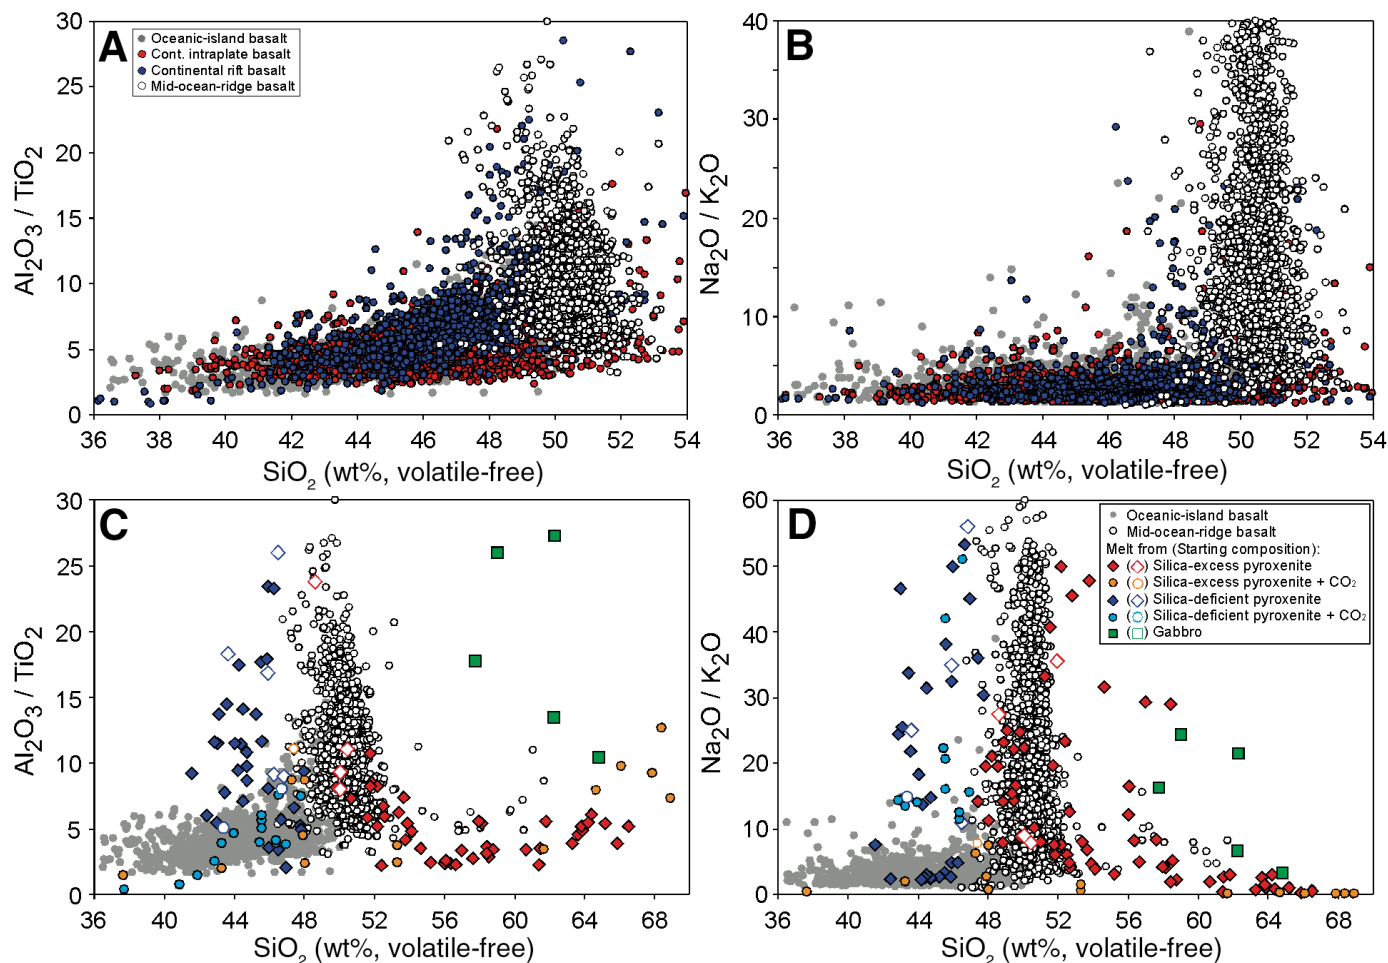 A
Oceanic-island basalt
Cont. intraplate basalt
Continental rift basalt
Mid-ocean-ridge basalt
30
25
20
15
10
5
0
Al2O3 / TiO2
36 38 40 42 44 46 48 50 52 54
SiO2 (wt%, volatile-free)
B
40
30
20
10
0
Na2O / K2O
36 38 40 42 44 46 48 50 52 54
SiO2 (wt%, volatile-free)
C
30
25
20
15
10
5
0
Al2O3 / TiO2
36 40 44 48 52 56 60 64 68
SiO2 (wt%, volatile-free)
D
Oceanic-island basalt
Mid-ocean-ridge basalt
Melt from (Starting composition):
( ) Silica-excess pyroxenite
( ) Silica-excess pyroxenite + CO2
( ) Silica-deficient pyroxenite
( ) Silica-deficient pyroxenite + CO2
( ) Gabbro
60
50
40
30
20
10
0
Na2O / K2O
36 40 44 48 52 56 60 64 68
SiO2 (wt%, volatile-free)